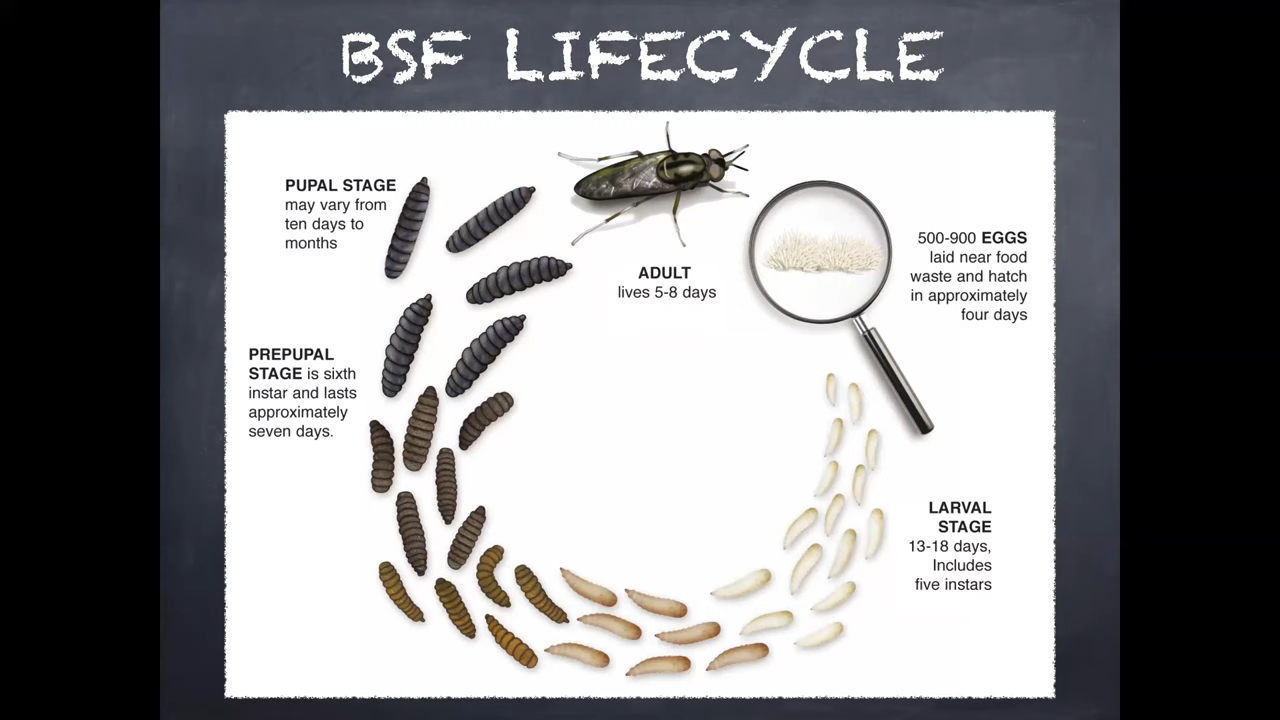 BSF LIFECYCLE
PUPAL STAGE
may vary from
ten days to
months
ADULT
lives 5-8 days
500-900 EGGS
laid near food
waste and hatch
in approximately
four days
PREPUPAL
STAGE is sixth
instar and lasts
approximately
seven days.
LARVAL
STAGE
13-18 days,
Includes
five instars